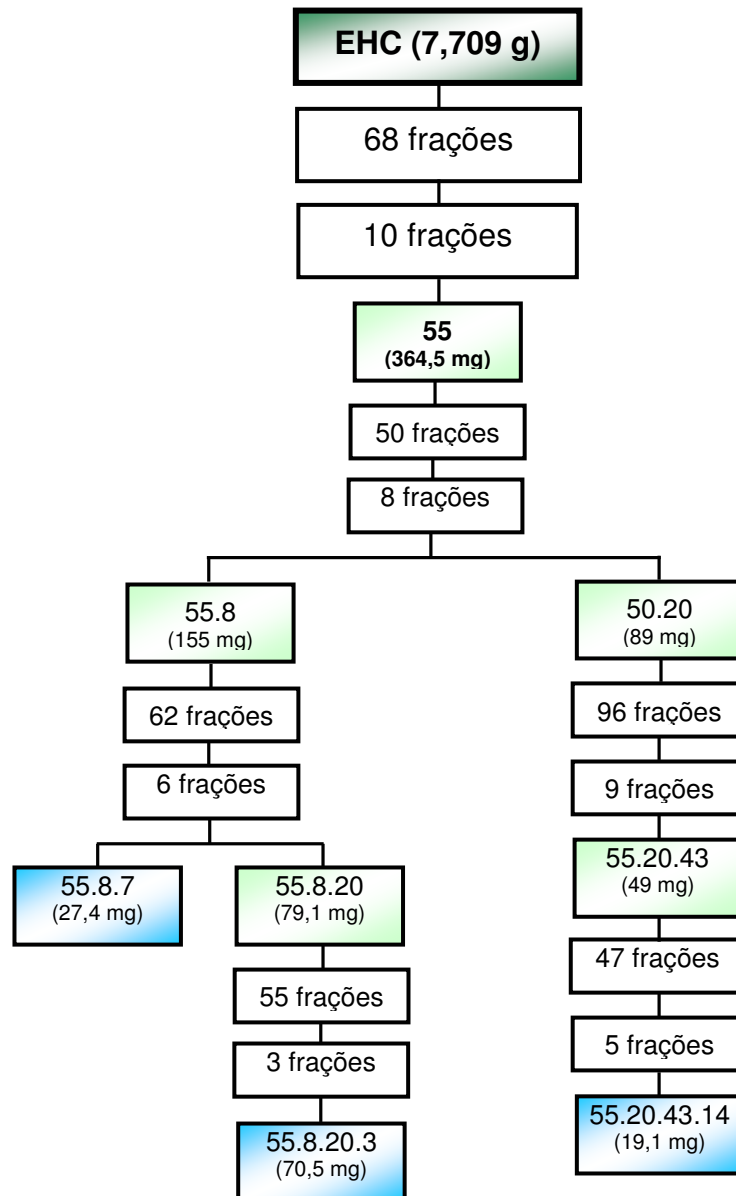 EHC (7,709 g)
68 frações
10 frações
55
(364,5 mg)
50 frações
8 frações
55.8
(155 mg)
50.20
(89 mg)
62 frações
96 frações
6 frações
9 frações
55.8.7
(27,4 mg)
55.8.20
(79,1 mg)
55.20.43
(49 mg)
55 frações
47 frações
3 frações
5 frações
55.8.20.3
(70,5 mg)
55.20.43.14
(19,1 mg)